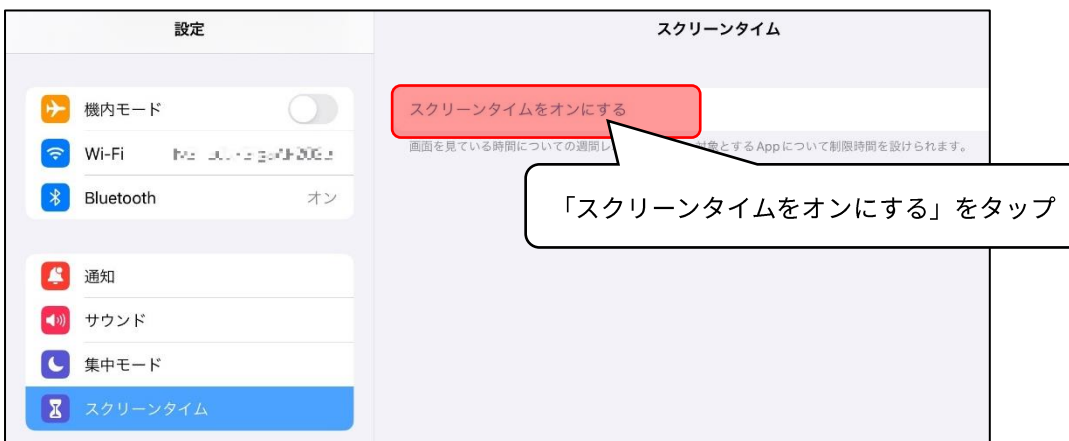 設定
スクリーンタイム
機内モード
Wi-Fi
Bluetooth オン
通知
サウンド
集中モード
スクリーンタイム
スクリーンタイムをオンにする
画面を見ている時間についての週間レ 対象とするAppについて制限時間を設けられます。
「スクリーンタイムをオンにする」をタップ